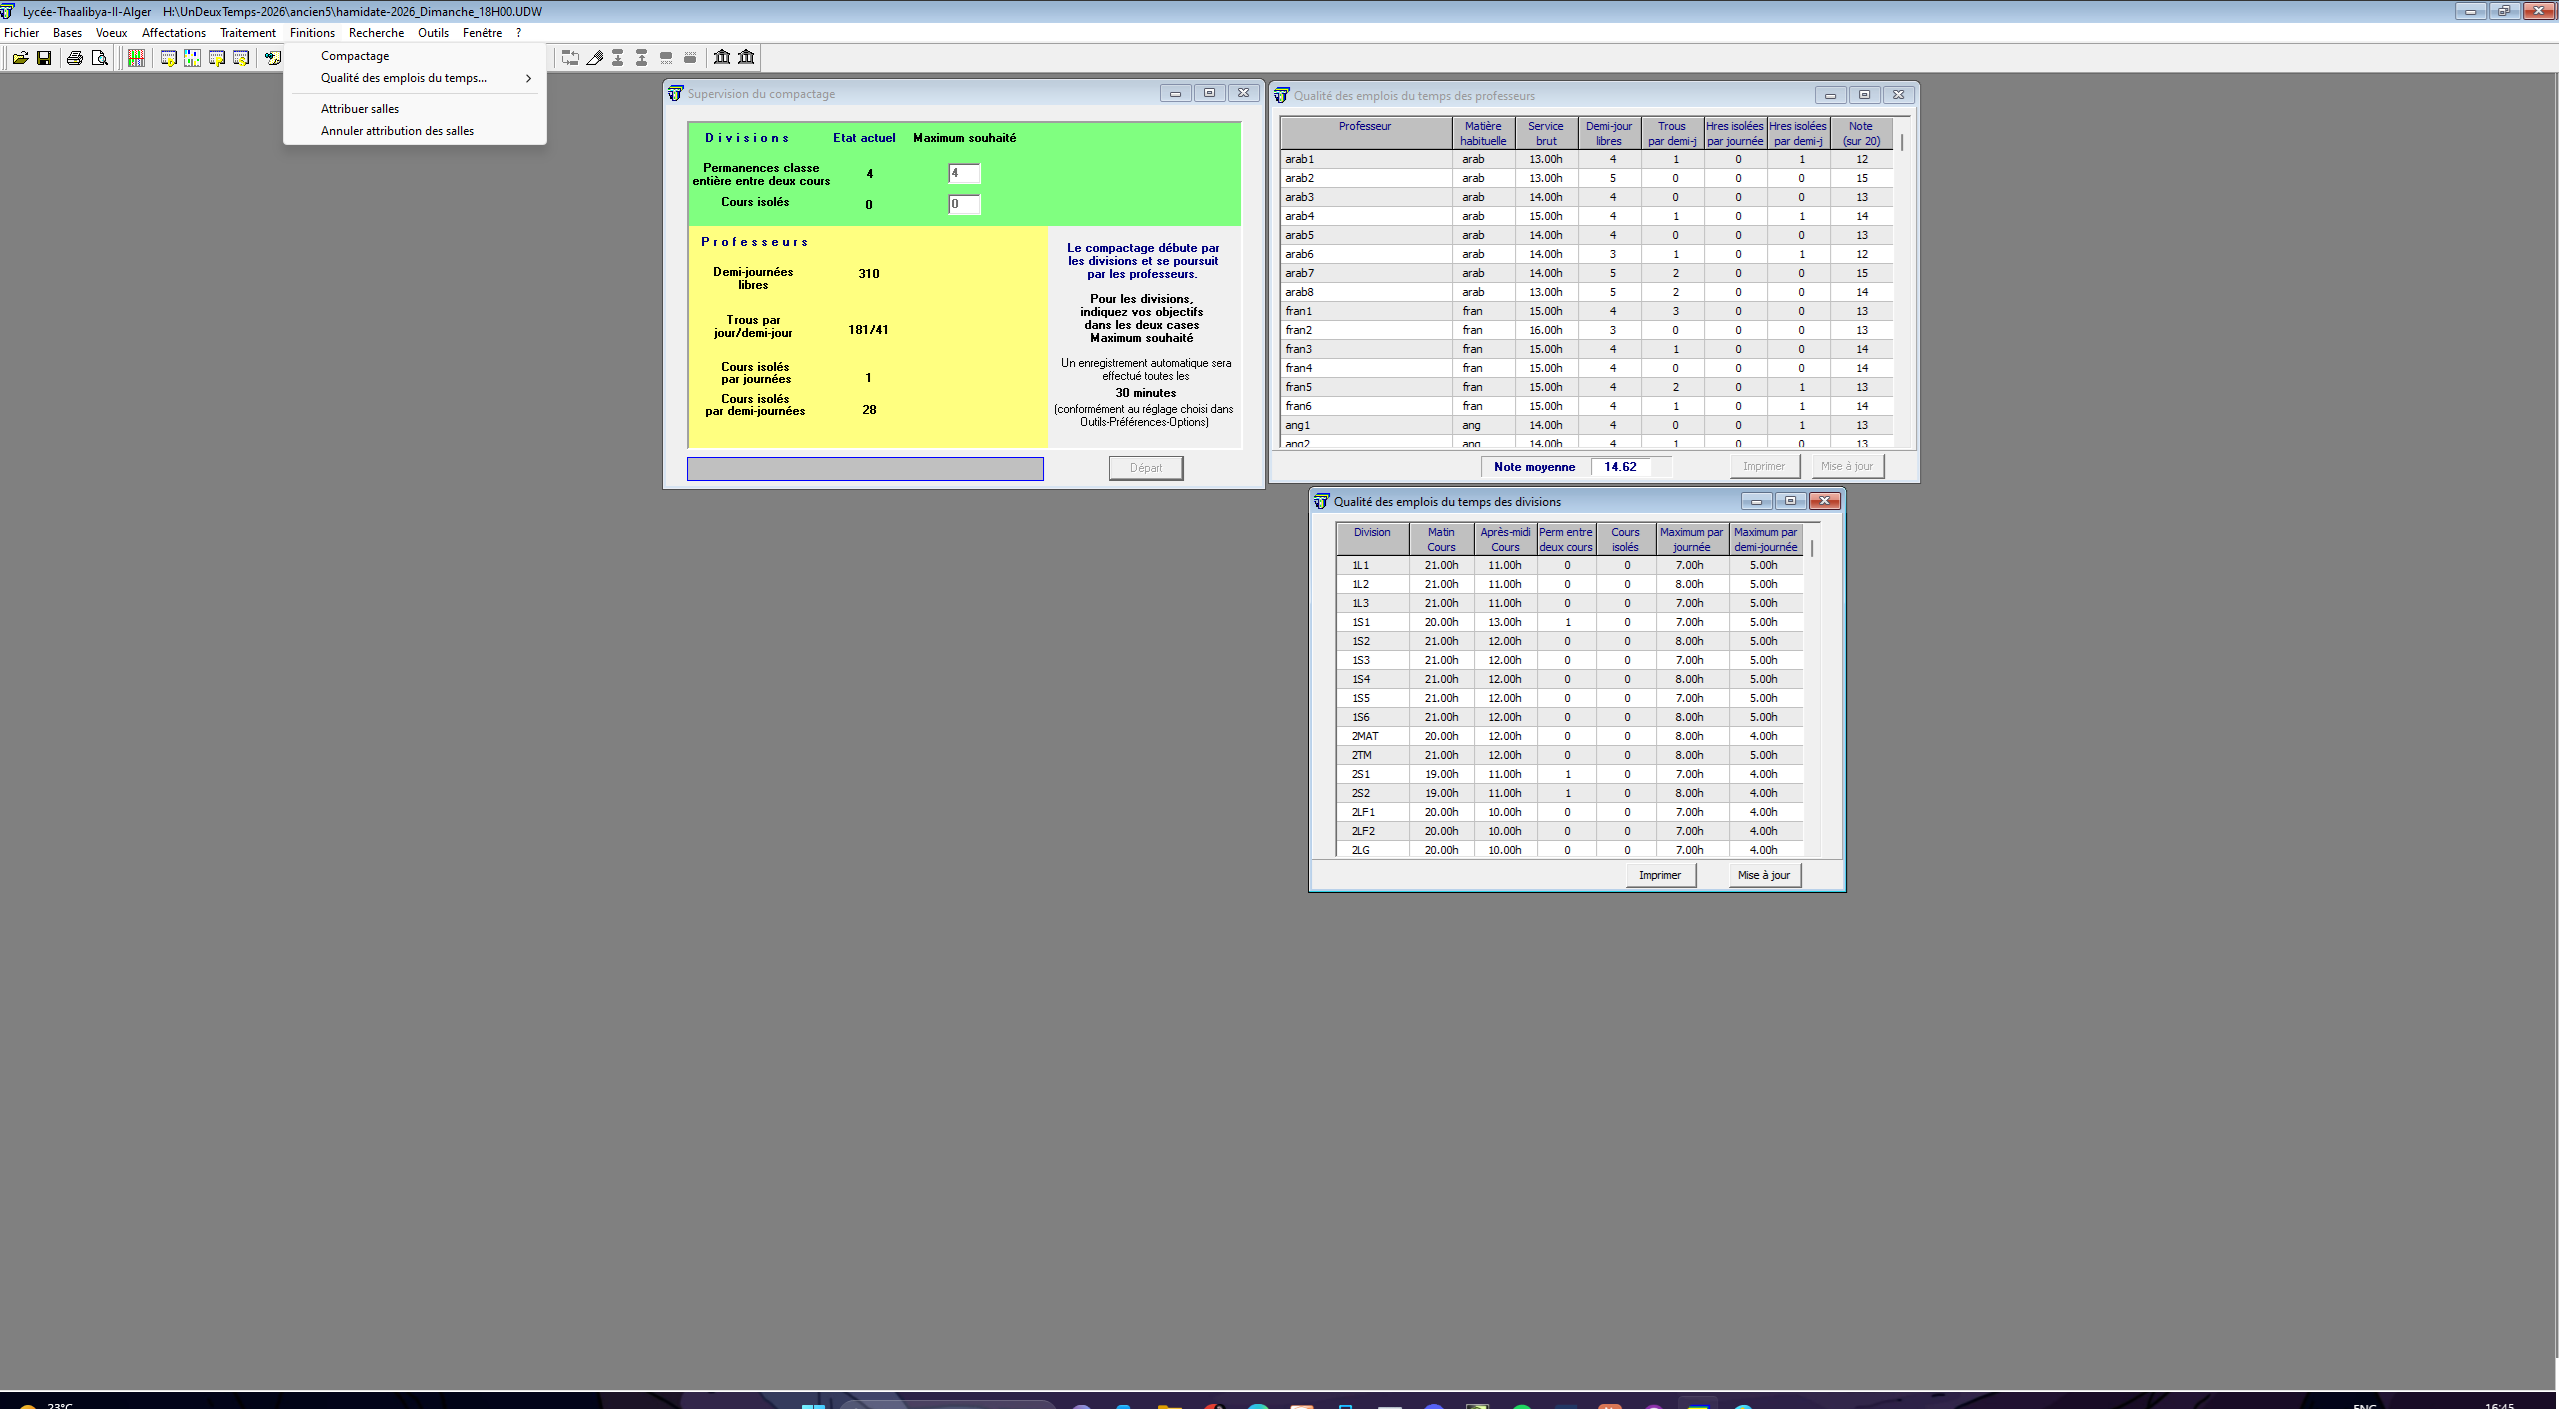 Lycée-Thaalibya-II-Alger H:\UnDeuxTemps-2026\ancien5\hamidate-2026_Dimanche_18H00.UDW
Fichier Bases Voeux Affectations Traitement Finitions Recherche Outils Fenêtre ?
Compactage
Qualité des emplois du temps...
Attribuer salles
Annuler attribution des salles
Supervision du compactage
Divisions Etat actuel Maximum souhaité
Permanences classe
entière entre deux cours 4 4
Cours isolés 0 0
Professeurs
Demi-journées
libres 310
Trous par
jour/demi-jour 181/41
Cours isolés
par journées 1
Cours isolés
par demi-journées 28
Le compactage débute par
les divisions et se poursuit
par les professeurs.
Pour les divisions,
indiquez vos objectifs
dans les deux cases
Maximum souhaité
Un enregistrement automatique sera
effectué toutes les
30 minutes
(conformément au réglage choisi dans
Outils-Préférences-Options)
Départ
Qualité des emplois du temps des professeurs
Professeur Matière habituelle Service brut Demi-jour libres Trous par demi-j Hres isolées par journée Hres isolées par demi-j Note (sur 20)
arab1 arab 13.00h 4 1 0 1 12
arab2 arab 13.00h 5 0 0 0 15
arab3 arab 14.00h 4 0 0 0 13
arab4 arab 15.00h 4 1 0 1 14
arab5 arab 14.00h 4 0 0 0 13
arab6 arab 14.00h 3 1 0 1 12
arab7 arab 14.00h 5 2 0 0 15
arab8 arab 13.00h 5 2 0 0 14
fran1 fran 15.00h 4 3 0 0 13
fran2 fran 16.00h 3 0 0 0 13
fran3 fran 15.00h 4 1 0 0 14
fran4 fran 15.00h 4 0 0 0 14
fran5 fran 15.00h 4 2 0 1 13
fran6 fran 15.00h 4 1 0 1 14
ang1 ang 14.00h 4 0 0 1 13
ang2 ang 14.00h 4 1 0 0 13
Note moyenne 14.62 Imprimer Mise à jour
Qualité des emplois du temps des divisions
Division Matin Cours Après-midi Cours Perm entre deux cours Cours isolés Maximum par journée Maximum par demi-journée
1L1 21.00h 11.00h 0 0 7.00h 5.00h
1L2 21.00h 11.00h 0 0 8.00h 5.00h
1L3 21.00h 11.00h 0 0 7.00h 5.00h
1S1 20.00h 13.00h 1 0 7.00h 5.00h
1S2 21.00h 12.00h 0 0 8.00h 5.00h
1S3 21.00h 12.00h 0 0 7.00h 5.00h
1S4 21.00h 12.00h 0 0 8.00h 5.00h
1S5 21.00h 12.00h 0 0 7.00h 5.00h
1S6 21.00h 12.00h 0 0 8.00h 5.00h
2MAT 20.00h 12.00h 0 0 8.00h 4.00h
2TM 21.00h 12.00h 0 0 8.00h 5.00h
2S1 19.00h 11.00h 1 0 7.00h 4.00h
2S2 19.00h 11.00h 1 0 8.00h 4.00h
2LF1 20.00h 10.00h 0 0 7.00h 4.00h
2LF2 20.00h 10.00h 0 0 7.00h 4.00h
2LG 20.00h 10.00h 0 0 7.00h 4.00h
Imprimer Mise à jour
23°C ENG 16:45